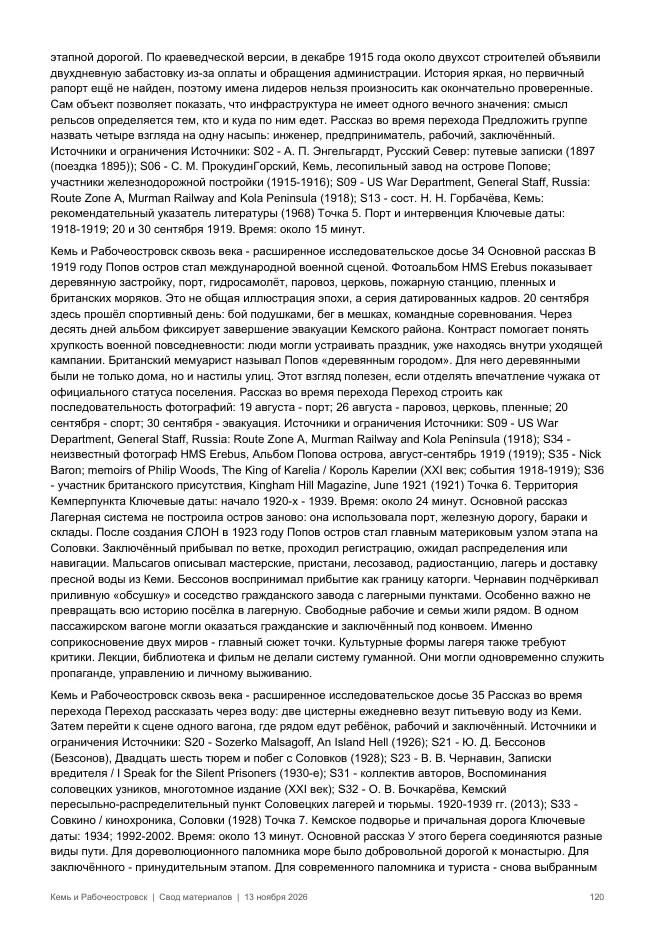 этапной дорогой. По краеведческой версии, в декабре 1915 года около двухсот строителей объявили
двухдневную забастовку из-за оплаты и обращения администрации. История яркая, но первичный
рапорт ещё не найден, поэтому имена лидеров нельзя произносить как окончательно проверенные.
Сам объект позволяет показать, что инфраструктура не имеет одного вечного значения: смысл
рельсов определяется тем, кто и куда по ним едет. Рассказ во время перехода Предложить группе
назвать четыре взгляда на одну насыпь: инженер, предприниматель, рабочий, заключённый.
Источники и ограничения Источники: S02 - А. П. Энгельгардт, Русский Север: путевые записки (1897
(поездка 1895)); S06 - С. М. ПрокудинГорский, Кемь, лесопильный завод на острове Попове;
участники железнодорожной постройки (1915-1916); S09 - US War Department, General Staff, Russia:
Route Zone A, Murman Railway and Kola Peninsula (1918); S13 - сост. Н. Н. Горбачёва, Кемь:
рекомендательный указатель литературы (1968) Точка 5. Порт и интервенция Ключевые даты:
1918-1919; 20 и 30 сентября 1919. Время: около 15 минут.
Кемь и Рабочеостровск сквозь века - расширенное исследовательское досье 34 Основной рассказ В
1919 году Попов остров стал международной военной сценой. Фотоальбом HMS Erebus показывает
деревянную застройку, порт, гидросамолёт, паровоз, церковь, пожарную станцию, пленных и
британских моряков. Это не общая иллюстрация эпохи, а серия датированных кадров. 20 сентября
здесь прошёл спортивный день: бой подушками, бег в мешках, командные соревнования. Через
десять дней альбом фиксирует завершение эвакуации Кемского района. Контраст помогает понять
хрупкость военной повседневности: люди могли устраивать праздник, уже находясь внутри уходящей
кампании. Британский мемуарист называл Попов «деревянным городом». Для него деревянными
были не только дома, но и настилы улиц. Этот взгляд полезен, если отделять впечатление чужака от
официального статуса поселения. Рассказ во время перехода Переход строить как
последовательность фотографий: 19 августа - порт; 26 августа - паровоз, церковь, пленные; 20
сентября - спорт; 30 сентября - эвакуация. Источники и ограничения Источники: S09 - US War
Department, General Staff, Russia: Route Zone A, Murman Railway and Kola Peninsula (1918); S34 -
неизвестный фотограф HMS Erebus, Альбом Попова острова, август-сентябрь 1919 (1919); S35 - Nick
Baron; memoirs of Philip Woods, The King of Karelia / Король Карелии (XXI век; события 1918-1919); S36
- участник британского присутствия, Kingham Hill Magazine, June 1921 (1921) Точка 6. Территория
Кемперпункта Ключевые даты: начало 1920-х - 1939. Время: около 24 минут. Основной рассказ
Лагерная система не построила остров заново: она использовала порт, железную дорогу, бараки и
склады. После создания СЛОН в 1923 году Попов остров стал главным материковым узлом этапа на
Соловки. Заключённый прибывал по ветке, проходил регистрацию, ожидал распределения или
навигации. Мальсагов описывал мастерские, пристани, лесозавод, радиостанцию, лагерь и доставку
пресной воды из Кеми. Бессонов воспринимал прибытие как границу каторги. Чернавин подчёркивал
приливную «обсушку» и соседство гражданского завода с лагерными пунктами. Особенно важно не
превращать всю историю посёлка в лагерную. Свободные рабочие и семьи жили рядом. В одном
пассажирском вагоне могли оказаться гражданские и заключённый под конвоем. Именно
соприкосновение двух миров - главный сюжет точки. Культурные формы лагеря также требуют
критики. Лекции, библиотека и фильм не делали систему гуманной. Они могли одновременно служить
пропаганде, управлению и личному выживанию.
Кемь и Рабочеостровск сквозь века - расширенное исследовательское досье 35 Рассказ во время
перехода Переход рассказать через воду: две цистерны ежедневно везут питьевую воду из Кеми.
Затем перейти к сцене одного вагона, где рядом едут ребёнок, рабочий и заключённый. Источники и
ограничения Источники: S20 - Sozerko Malsagoff, An Island Hell (1926); S21 - Ю. Д. Бессонов
(Безсонов), Двадцать шесть тюрем и побег с Соловков (1928); S23 - В. В. Чернавин, Записки
вредителя / I Speak for the Silent Prisoners (1930-е); S31 - коллектив авторов, Воспоминания
соловецких узников, многотомное издание (XXI век); S32 - О. В. Бочкарёва, Кемский
пересыльно-распределительный пункт Соловецких лагерей и тюрьмы. 1920-1939 гг. (2013); S33 -
Совкино / кинохроника, Соловки (1928) Точка 7. Кемское подворье и причальная дорога Ключевые
даты: 1934; 1992-2002. Время: около 13 минут. Основной рассказ У этого берега соединяются разные
виды пути. Для дореволюционного паломника море было добровольной дорогой к монастырю. Для
заключённого - принудительным этапом. Для современного паломника и туриста - снова выбранным
Кемь и Рабочеостровск | Свод материалов | 13 ноября 2026
120